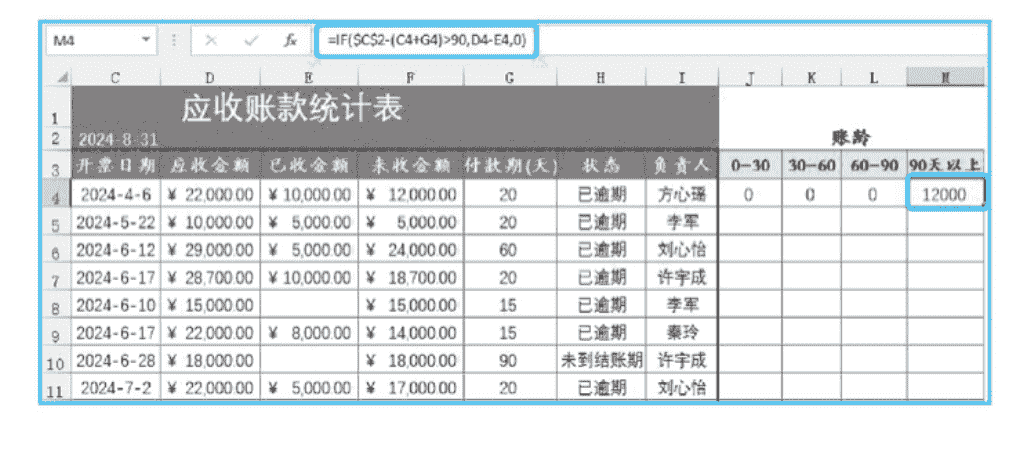 M4 fx =IF($C$2-(C4+G4)>90,D4-E4,0)
C D E F G H I J K L M
1 应收账款统计表
2 2024-8-31 账龄
3 开票日期 应收金额 已收金额 未收金额 付款期(天) 状态 负责人 0-30 30-60 60-90 90天以上
4 2024-4-6 ¥ 22,000.00 ¥ 10,000.00 ¥ 12,000.00 20 已逾期 方心瑶 0 0 0 12000
5 2024-5-22 ¥ 10,000.00 ¥ 5,000.00 ¥ 5,000.00 20 已逾期 李军
6 2024-6-12 ¥ 29,000.00 ¥ 5,000.00 ¥ 24,000.00 60 已逾期 刘心怡
7 2024-6-17 ¥ 28,700.00 ¥ 10,000.00 ¥ 18,700.00 20 已逾期 许宇成
8 2024-6-10 ¥ 15,000.00 ¥ 15,000.00 15 已逾期 李军
9 2024-6-17 ¥ 22,000.00 ¥ 8,000.00 ¥ 14,000.00 15 已逾期 秦玲
10 2024-6-28 ¥ 18,000.00 ¥ 18,000.00 90 未到结账期 许宇成
11 2024-7-2 ¥ 22,000.00 ¥ 5,000.00 ¥ 17,000.00 20 已逾期 刘心怡